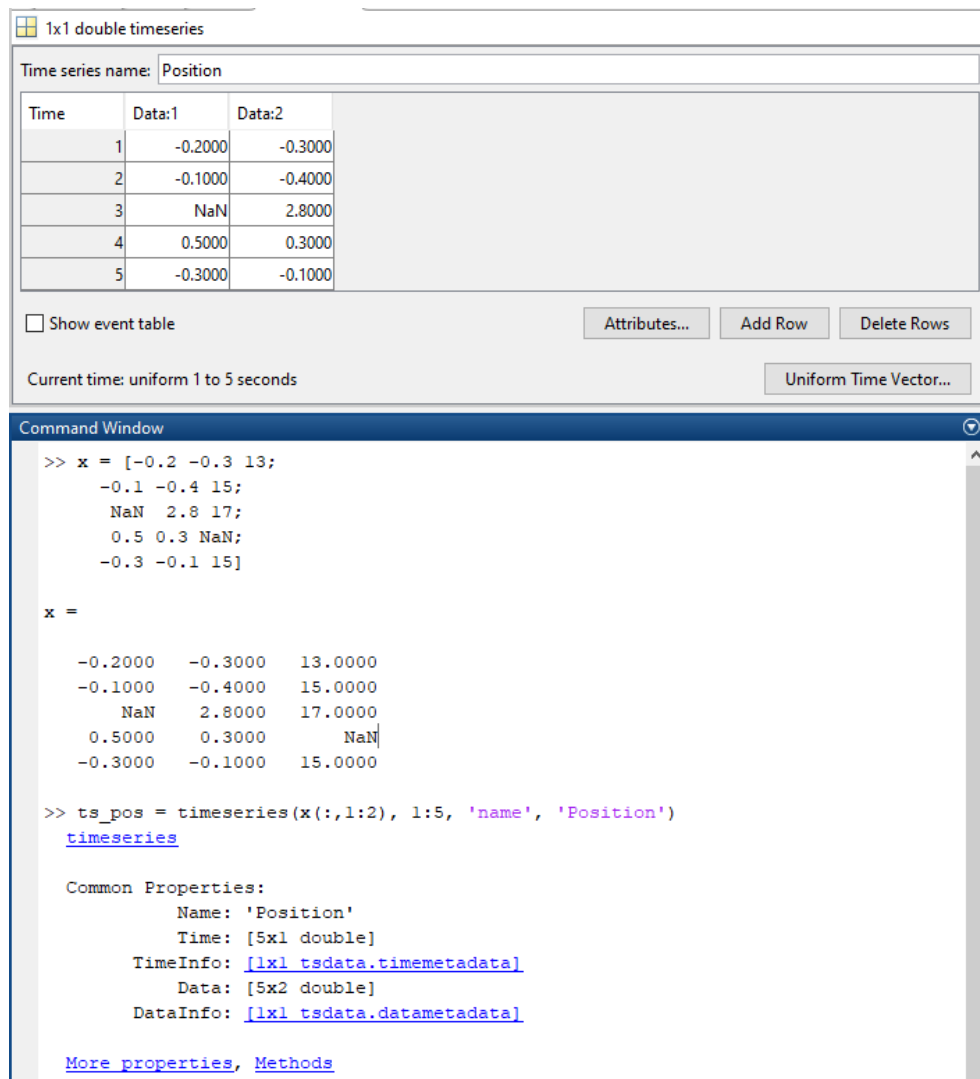 1x1 double timeseries
Time series name: Position
Time Data:1 Data:2
1 -0.2000 -0.3000
2 -0.1000 -0.4000
3 NaN 2.8000
4 0.5000 0.3000
5 -0.3000 -0.1000
Show event table Attributes... Add Row Delete Rows
Current time: uniform 1 to 5 seconds Uniform Time Vector...
Command Window
>> x = [-0.2 -0.3 13;
-0.1 -0.4 15;
NaN 2.8 17;
0.5 0.3 NaN;
-0.3 -0.1 15]
x =
-0.2000 -0.3000 13.0000
-0.1000 -0.4000 15.0000
NaN 2.8000 17.0000
0.5000 0.3000 NaN
-0.3000 -0.1000 15.0000
>> ts_pos = timeseries(x(:,1:2), 1:5, 'name', 'Position')
timeseries
Common Properties:
Name: 'Position'
Time: [5x1 double]
TimeInfo: [1x1 tsdata.timemetadata]
Data: [5x2 double]
DataInfo: [1x1 tsdata.datametadata]
More properties, Methods